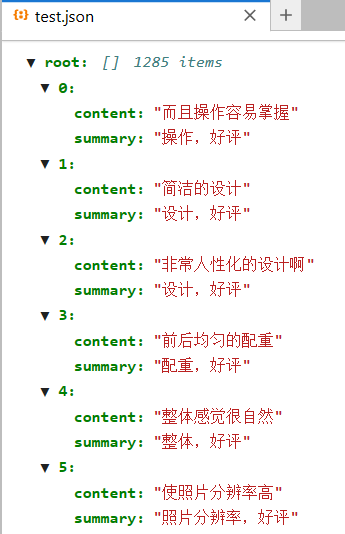 test.json
root: [] 1285 items
0:
content: "而且操作容易掌握"
summary: "操作，好评"
1:
content: "简洁的设计"
summary: "设计，好评"
2:
content: "非常人性化的设计啊"
summary: "设计，好评"
3:
content: "前后均匀的配重"
summary: "配重，好评"
4:
content: "整体感觉很自然"
summary: "整体，好评"
5:
content: "使照片分辨率高"
summary: "照片分辨率，好评"